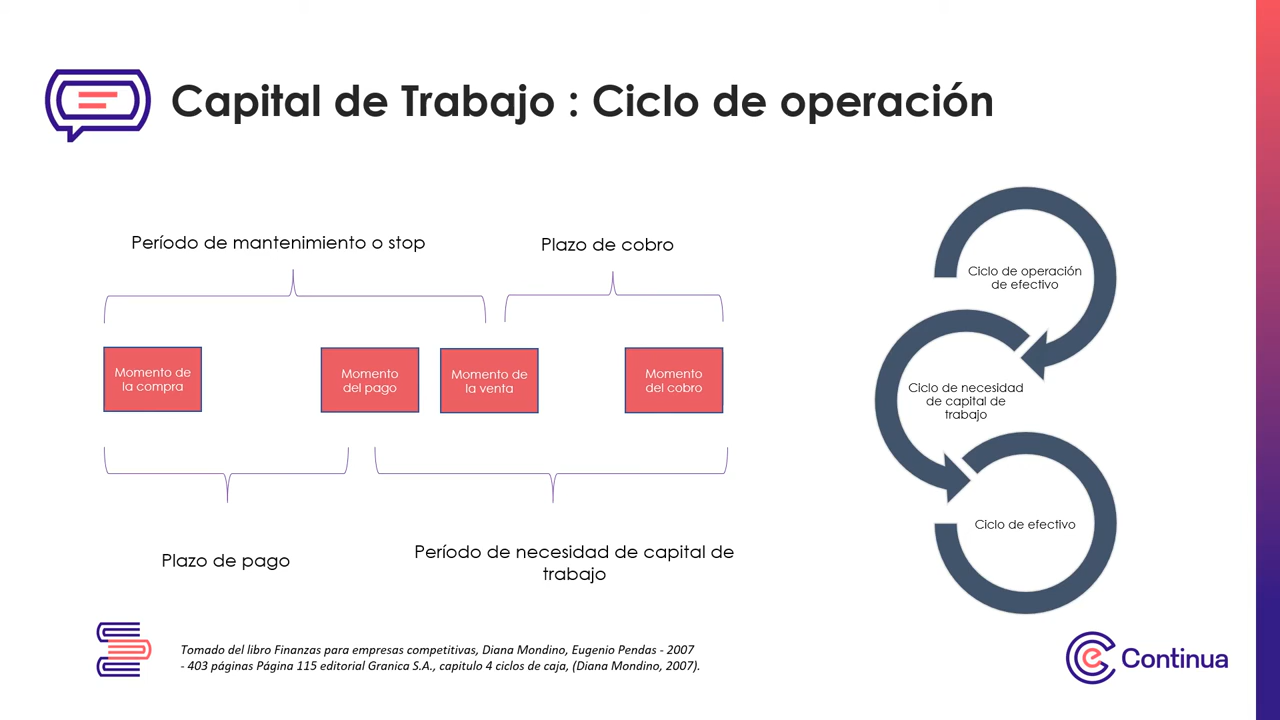 Capital de Trabajo : Ciclo de operación
Período de mantenimiento o stop
Plazo de cobro
Momento de
la compra
Momento
del pago
Momento de
la venta
Momento
del cobro
Plazo de pago
Período de necesidad de capital de
trabajo
Ciclo de operación
de efectivo
Ciclo de necesidad
de capital de
trabajo
Ciclo de efectivo
Tomado del libro Finanzas para empresas competitivas, Diana Mondino, Eugenio Pendas - 2007
- 403 páginas Página 115 editorial Granica S.A., capitulo 4 ciclos de caja, (Diana Mondino, 2007).
Continua